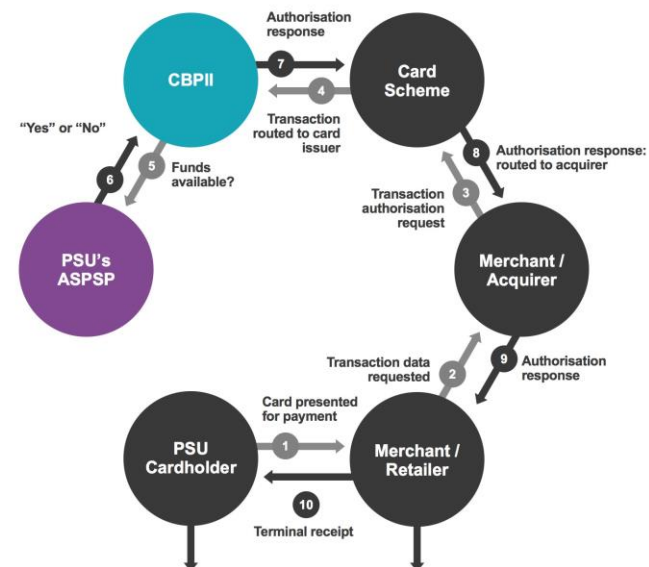 Authorisation
response
7
CBPII
4
Card
Scheme
Transaction
routed to card
issuer
“Yes” or “No”
5
Funds
available?
6
8
Authorisation response:
routed to acquirer
3
Transaction
authorisation
request
PSU's
ASPSP
Merchant /
Acquirer
Transaction data
requested
2
9
Authorisation
response
Card presented
for payment
1
PSU
Cardholder
Merchant /
Retailer
10
Terminal receipt